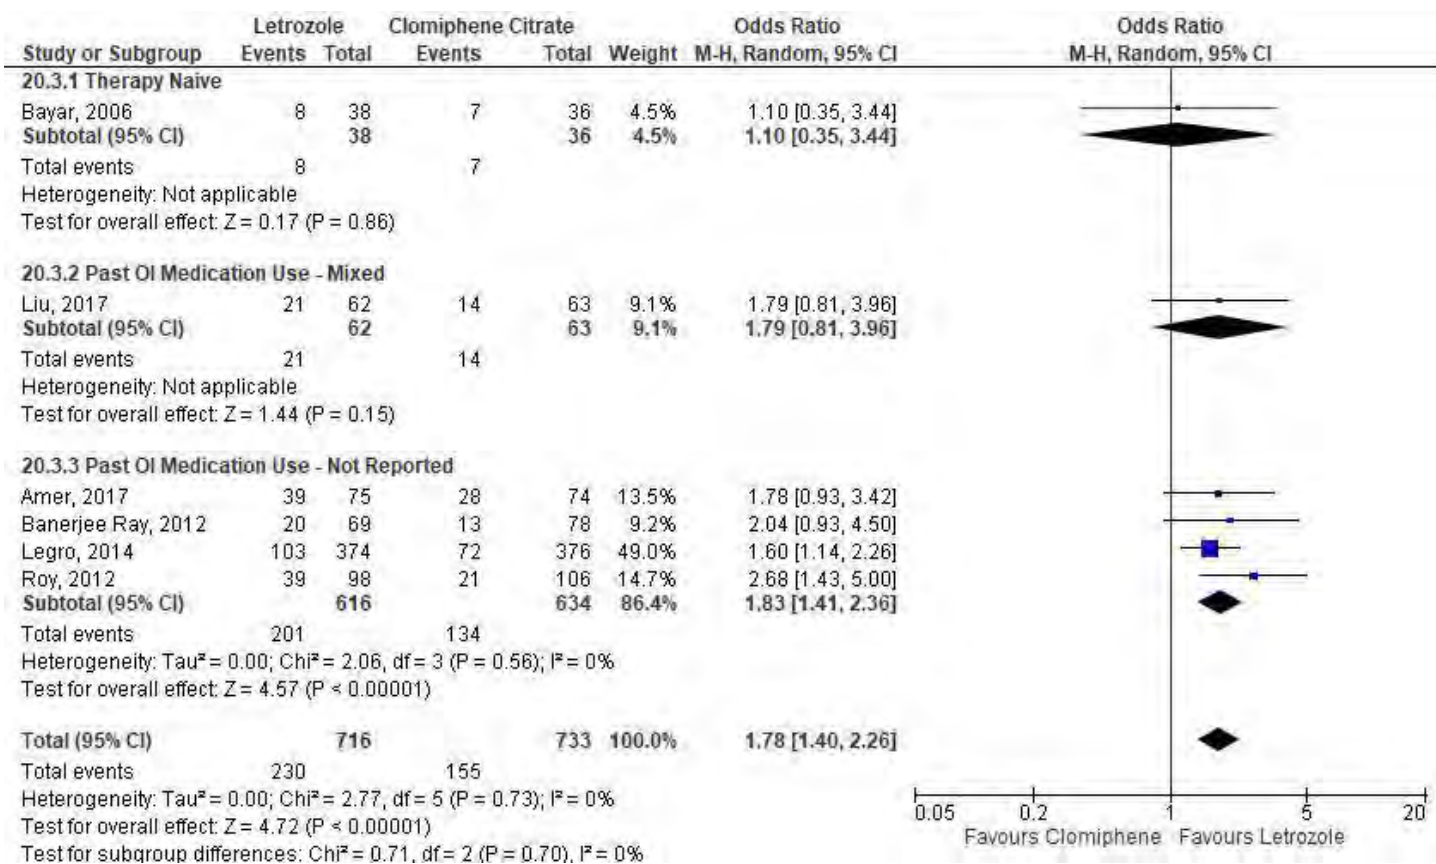 Letrozole Clomiphene Citrate Odds Ratio Odds Ratio
Study or Subgroup Events Total Events Total Weight M-H, Random, 95% CI M-H, Random, 95% CI
20.3.1 Therapy Naive
Bayar, 2006 8 38 7 36 4.5% 1.10 [0.35, 3.44]
Subtotal (95% CI) 38 36 4.5% 1.10 [0.35, 3.44]
Total events 8 7
Heterogeneity: Not applicable
Test for overall effect: Z = 0.17 (P = 0.86)
20.3.2 Past OI Medication Use - Mixed
Liu, 2017 21 62 14 63 9.1% 1.79 [0.81, 3.96]
Subtotal (95% CI) 62 63 9.1% 1.79 [0.81, 3.96]
Total events 21 14
Heterogeneity: Not applicable
Test for overall effect: Z = 1.44 (P = 0.15)
20.3.3 Past OI Medication Use - Not Reported
Amer, 2017 39 75 28 74 13.5% 1.78 [0.93, 3.42]
Banerjee Ray, 2012 20 69 13 78 9.2% 2.04 [0.93, 4.50]
Legro, 2014 103 374 72 376 49.0% 1.60 [1.14, 2.26]
Roy, 2012 39 98 21 106 14.7% 2.68 [1.43, 5.00]
Subtotal (95% CI) 616 634 86.4% 1.83 [1.41, 2.36]
Total events 201 134
Heterogeneity: Tau² = 0.00; Chi² = 2.06, df = 3 (P = 0.56); I² = 0%
Test for overall effect: Z = 4.57 (P < 0.00001)
Total (95% CI) 716 733 100.0% 1.78 [1.40, 2.26]
Total events 230 155
Heterogeneity: Tau² = 0.00; Chi² = 2.77, df = 5 (P = 0.73); I² = 0%
Test for overall effect: Z = 4.72 (P < 0.00001)
Test for subgroup differences: Chi² = 0.71, df = 2 (P = 0.70), I² = 0%
0.05 0.2 1 5 20
Favours Clomiphene Favours Letrozole